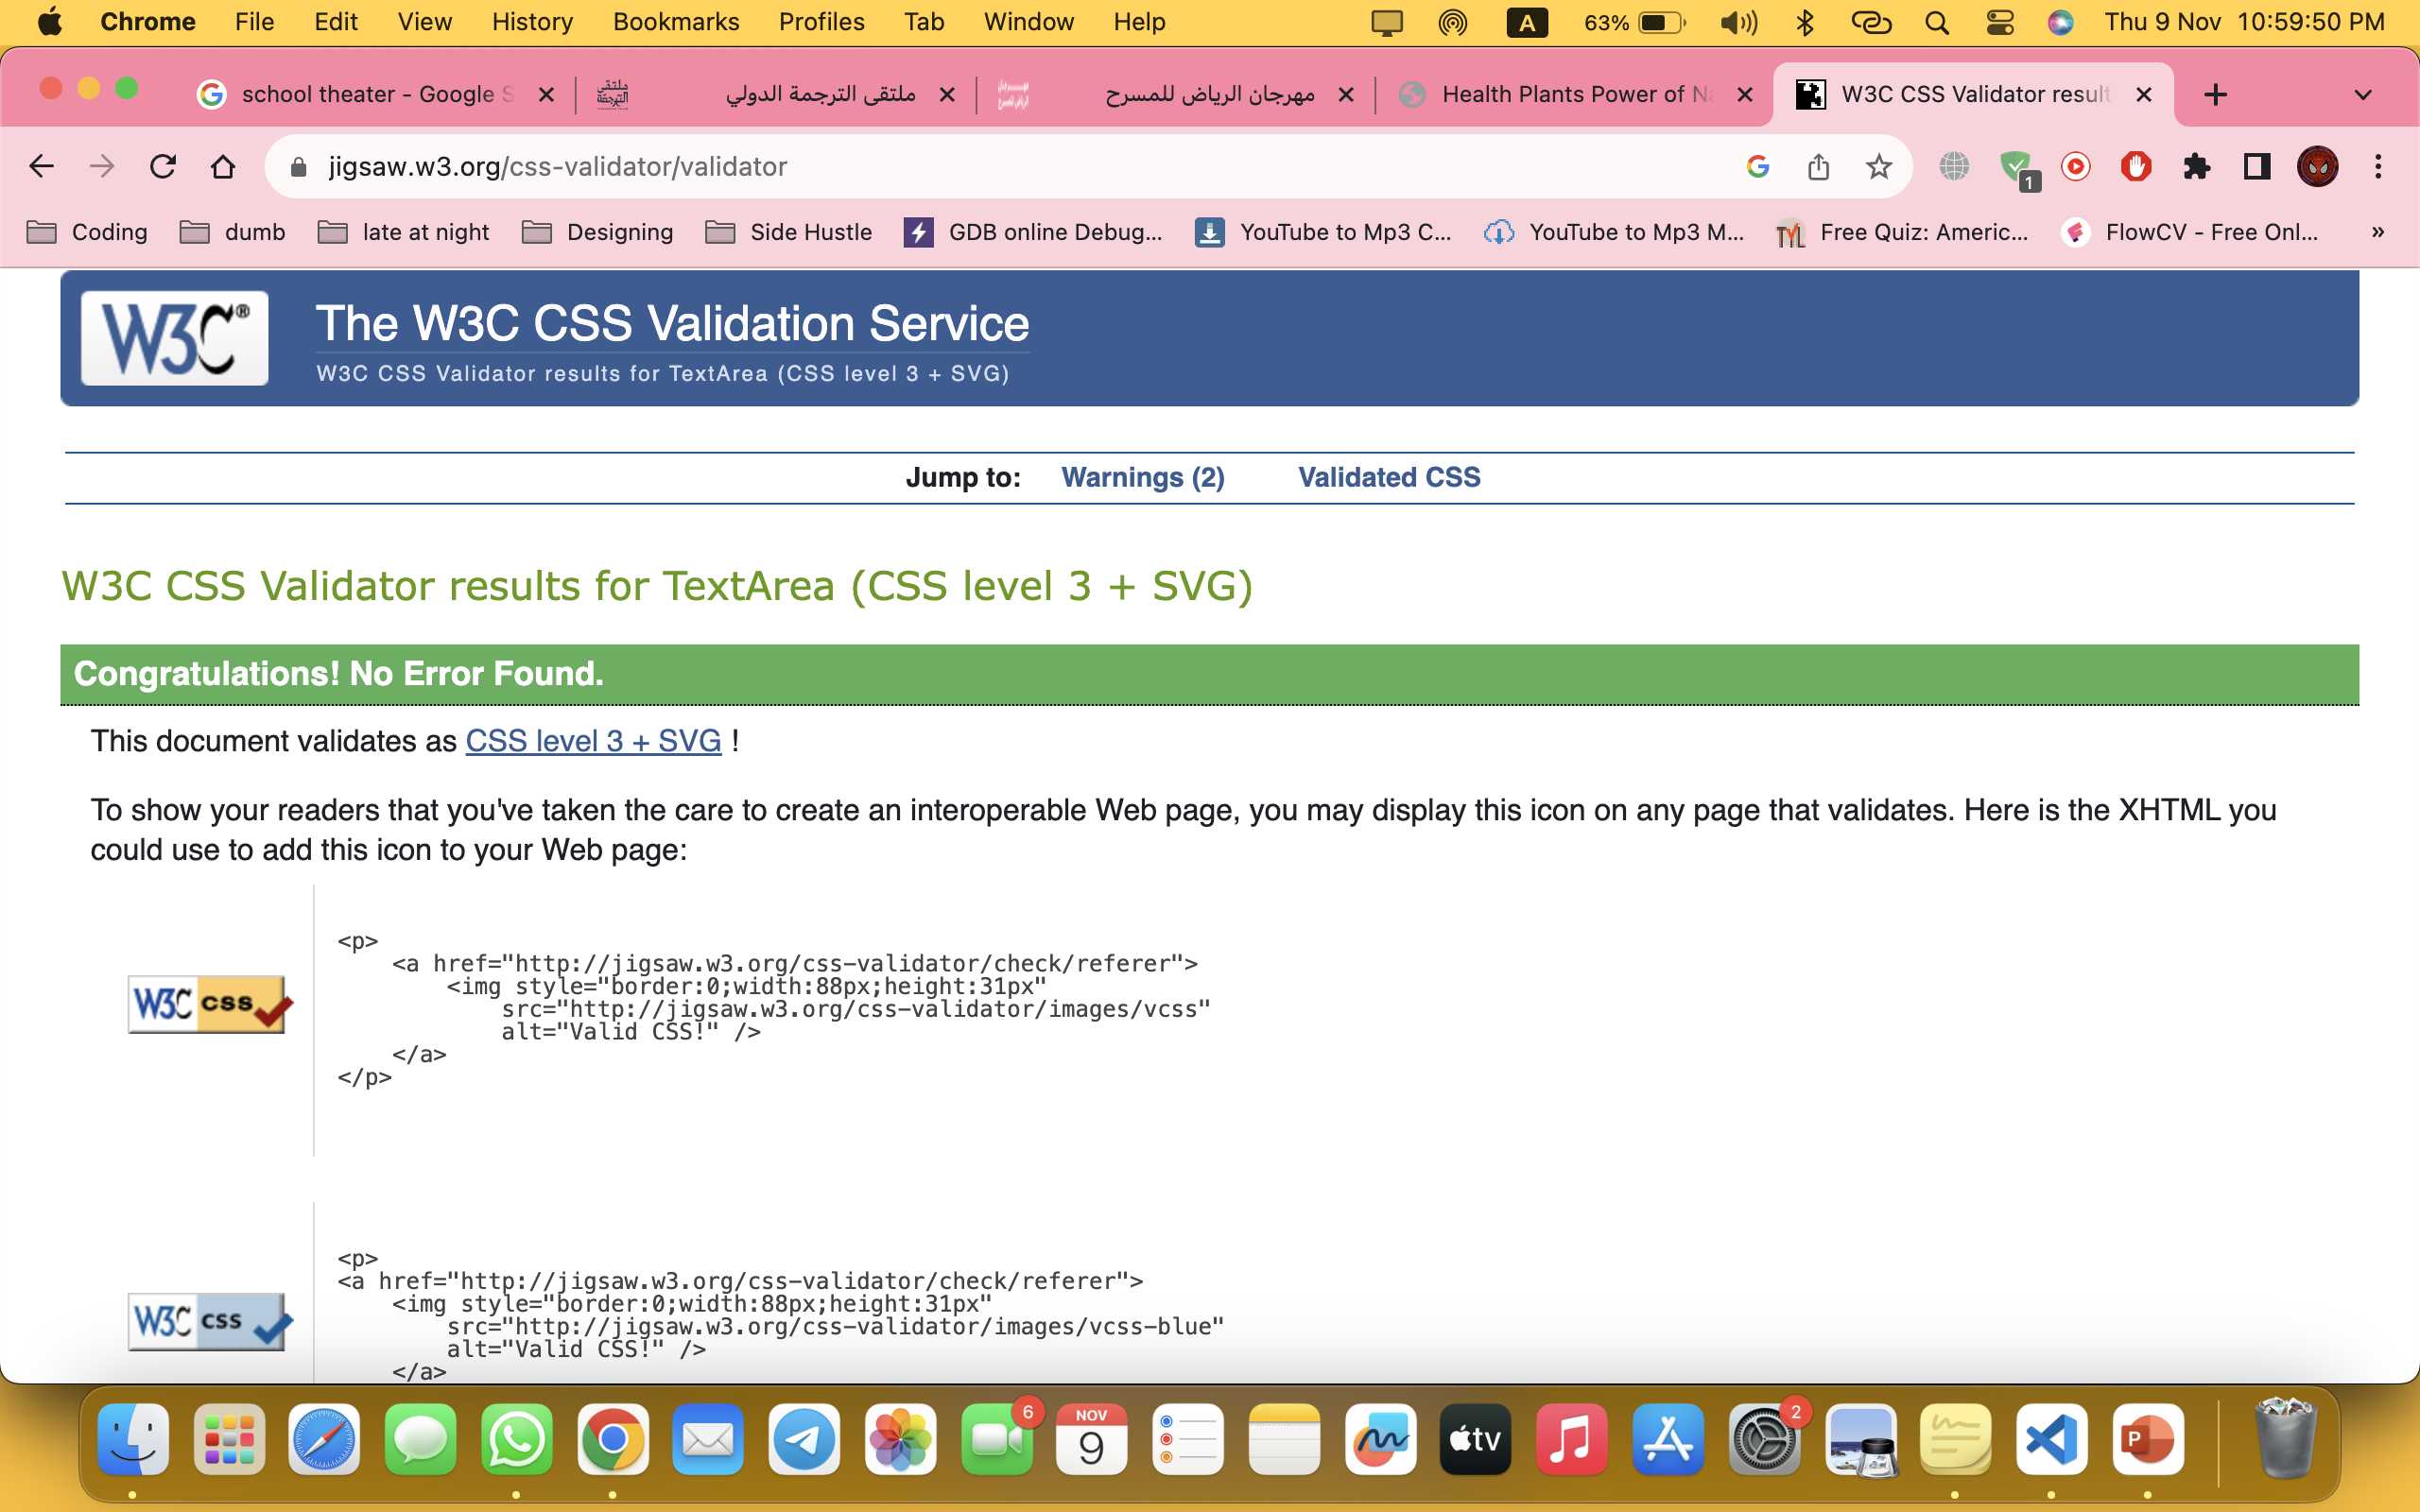 Chrome File Edit View History Bookmarks Profiles Tab Window Help A 63% Thu 9 Nov 10:59:50 PM
school theater - Google S
ملتقى الترجمة الدولي
مهرجان الرياض للمسرح
Health Plants Power of Na
W3C CSS Validator result
jigsaw.w3.org/css-validator/validator
1
Coding dumb late at night Designing Side Hustle GDB online Debug... YouTube to Mp3 C... YouTube to Mp3 M... TYL Free Quiz: Americ... FlowCV - Free Onl... »
W3C®
The W3C CSS Validation Service
W3C CSS Validator results for TextArea (CSS level 3 + SVG)
Jump to: Warnings (2) Validated CSS
W3C CSS Validator results for TextArea (CSS level 3 + SVG)
Congratulations! No Error Found.
This document validates as CSS level 3 + SVG !
To show your readers that you've taken the care to create an interoperable Web page, you may display this icon on any page that validates. Here is the XHTML you
could use to add this icon to your Web page:
W3C css
<p>
<a href="http://jigsaw.w3.org/css-validator/check/referer">
<img style="border:0;width:88px;height:31px"
src="http://jigsaw.w3.org/css-validator/images/vcss"
alt="Valid CSS!" />
</a>
</p>
W3C css
<p>
<a href="http://jigsaw.w3.org/css-validator/check/referer">
<img style="border:0;width:88px;height:31px"
src="http://jigsaw.w3.org/css-validator/images/vcss-blue"
alt="Valid CSS!" />
</a>
6
NOV
9
tv
2
P